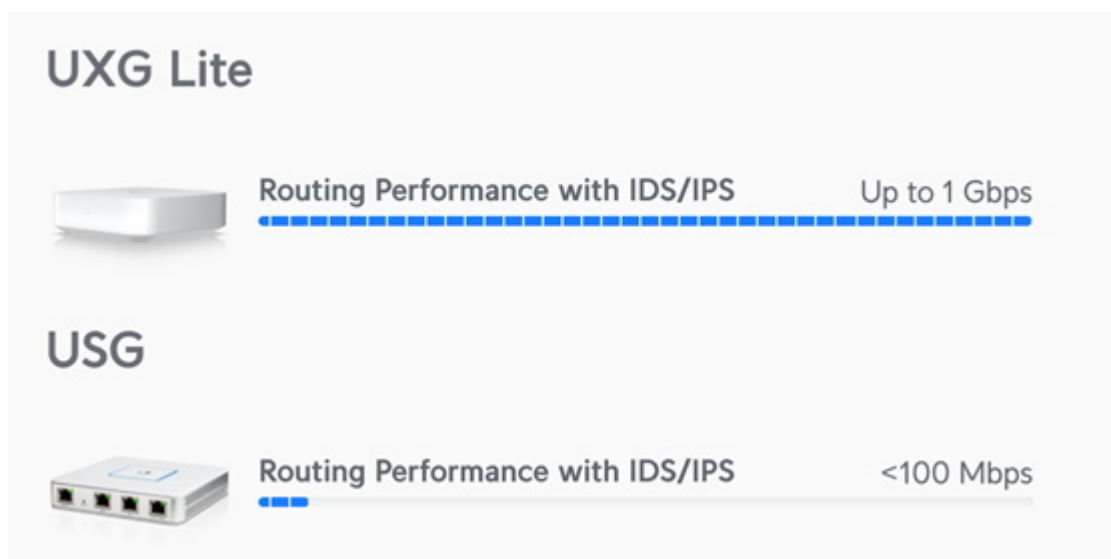 UXG Lite
Routing Performance with IDS/IPS Up to 1 Gbps
USG
Routing Performance with IDS/IPS <100 Mbps